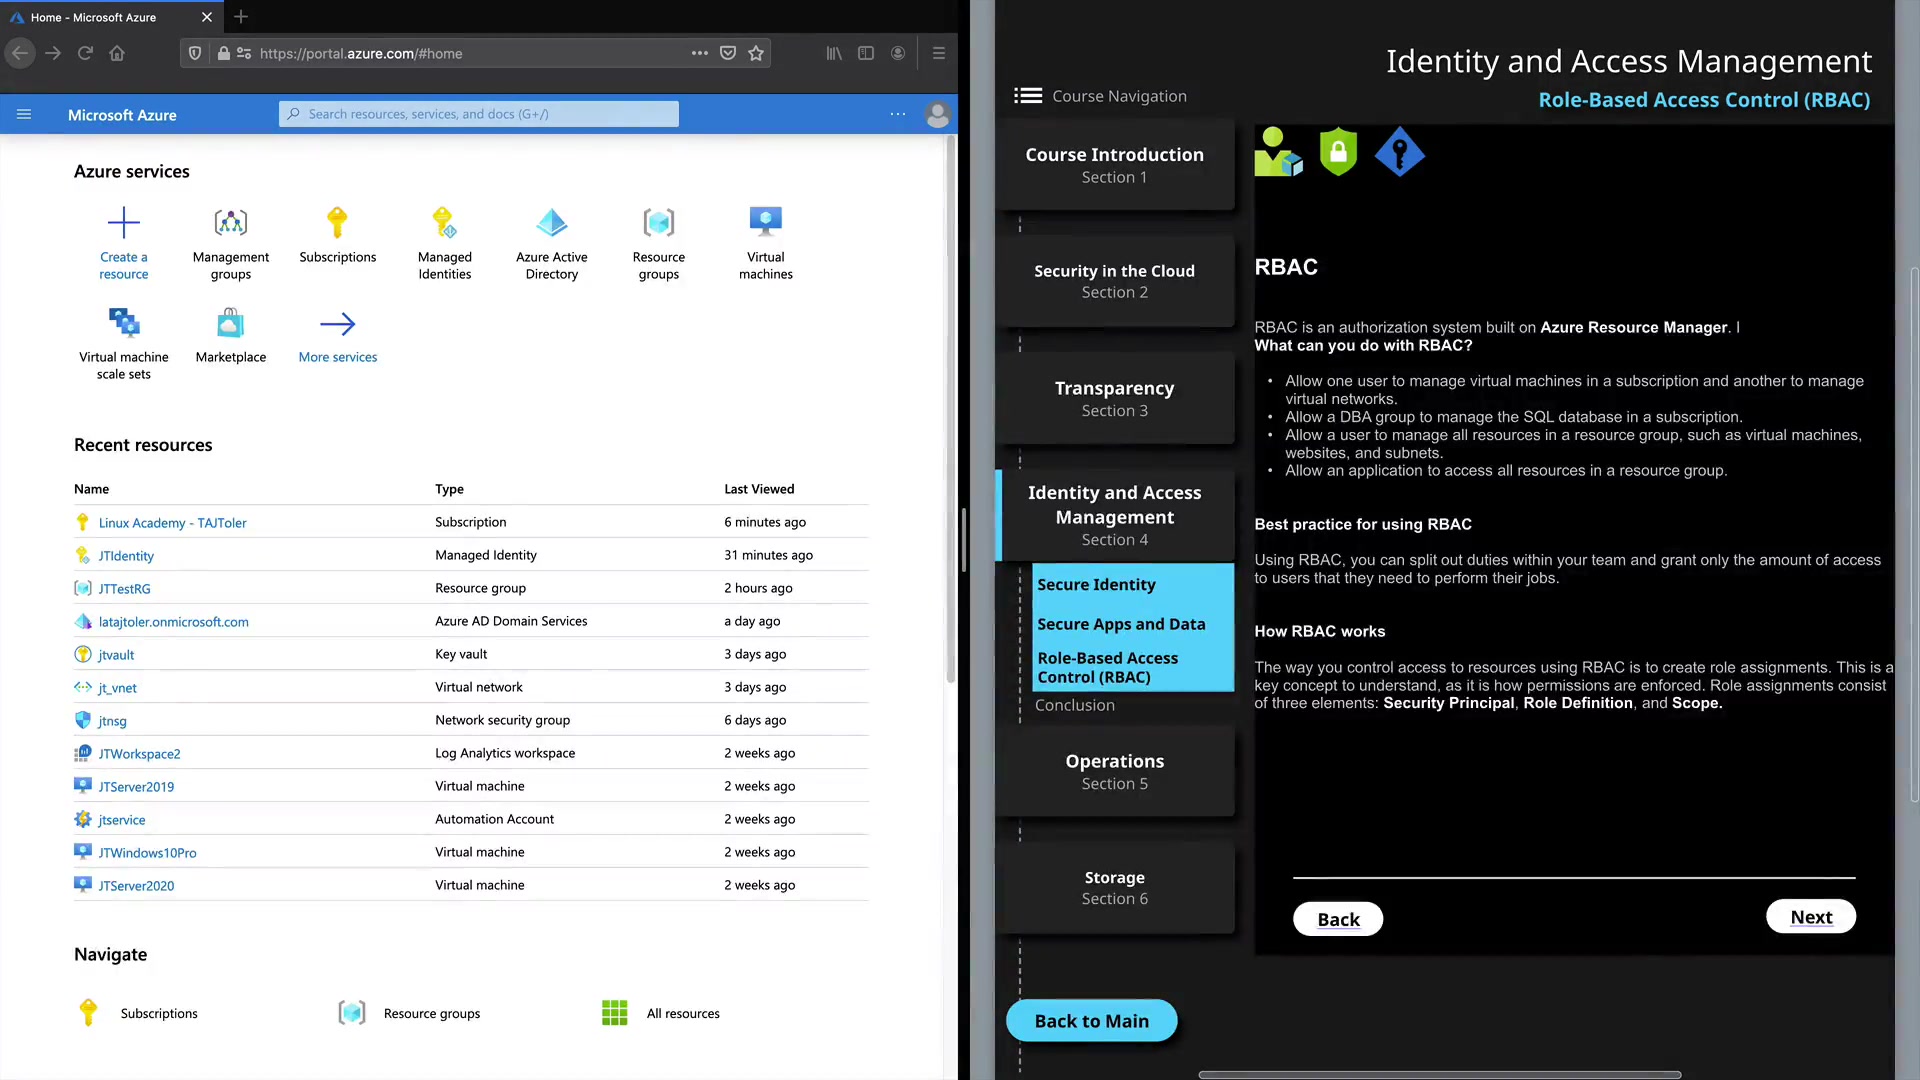 Home - Microsoft Azure
https://portal.azure.com/#home
Microsoft Azure
Search resources, services, and docs (G+/)
Azure services
Create a
resource
Management
groups
Subscriptions
Managed
Identities
Azure Active
Directory
Resource
groups
Virtual
machines
Virtual machine
scale sets
Marketplace
More services
Recent resources
Name Type Last Viewed
Linux Academy - TAJToler Subscription 6 minutes ago
JTIdentity Managed Identity 31 minutes ago
JTTestRG Resource group 2 hours ago
latajtoler.onmicrosoft.com Azure AD Domain Services a day ago
jtvault Key vault 3 days ago
jt_vnet Virtual network 3 days ago
jtnsg Network security group 6 days ago
JTWorkspace2 Log Analytics workspace 2 weeks ago
JTServer2019 Virtual machine 2 weeks ago
jtservice Automation Account 2 weeks ago
JTWindows10Pro Virtual machine 2 weeks ago
JTServer2020 Virtual machine 2 weeks ago
Navigate
Subscriptions Resource groups All resources
Identity and Access Management
Role-Based Access Control (RBAC)
Course Navigation
Course Introduction
Section 1
Security in the Cloud
Section 2
Transparency
Section 3
Identity and Access
Management
Section 4
Secure Identity
Secure Apps and Data
Role-Based Access
Control (RBAC)
Conclusion
Operations
Section 5
Storage
Section 6
Back to Main
RBAC
RBAC is an authorization system built on Azure Resource Manager. I
What can you do with RBAC?
• Allow one user to manage virtual machines in a subscription and another to manage
virtual networks.
• Allow a DBA group to manage the SQL database in a subscription.
• Allow a user to manage all resources in a resource group, such as virtual machines,
websites, and subnets.
• Allow an application to access all resources in a resource group.
Best practice for using RBAC
Using RBAC, you can split out duties within your team and grant only the amount of access
to users that they need to perform their jobs.
How RBAC works
The way you control access to resources using RBAC is to create role assignments. This is a
key concept to understand, as it is how permissions are enforced. Role assignments consist
of three elements: Security Principal, Role Definition, and Scope.
Back
Next